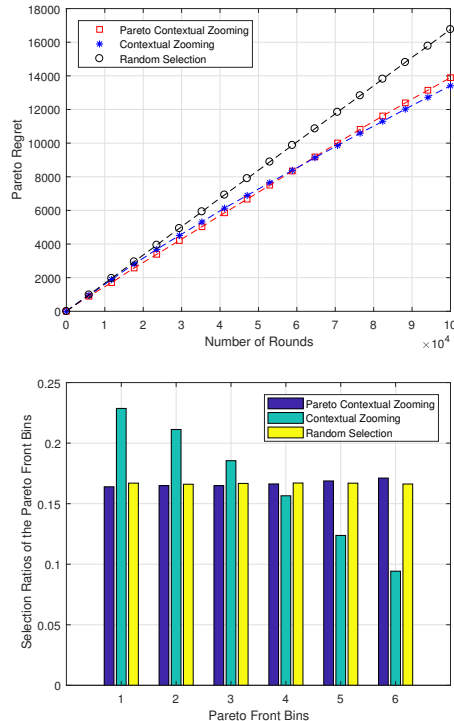 18000
16000
14000
12000
10000
8000
6000
4000
2000
0
Pareto Regret
Pareto Contextual Zooming
Contextual Zooming
Random Selection
0 1 2 3 4 5 6 7 8 9 10
Number of Rounds
× 10^4
0.25
0.2
0.15
0.1
0.05
0
Selection Ratios of the Pareto Front Bins
Pareto Contextual Zooming
Contextual Zooming
Random Selection
1 2 3 4 5 6
Pareto Front Bins